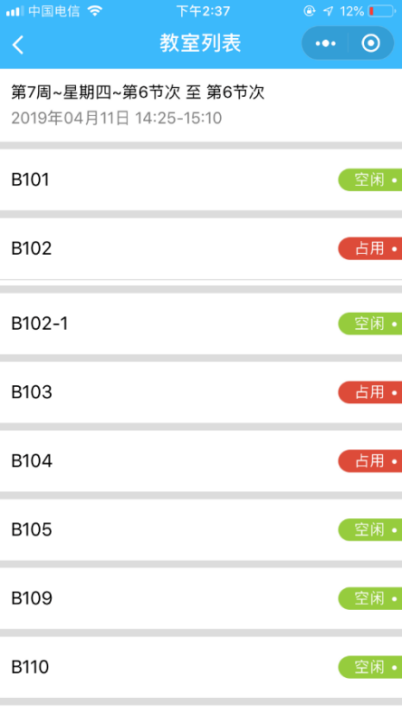 中国电信 下午2:37 12%
教室列表
第7周~星期四~第6节次 至 第6节次
2019年04月11日 14:25-15:10
B101 空闲
B102 占用
B102-1 空闲
B103 占用
B104 占用
B105 空闲
B109 空闲
B110 空闲